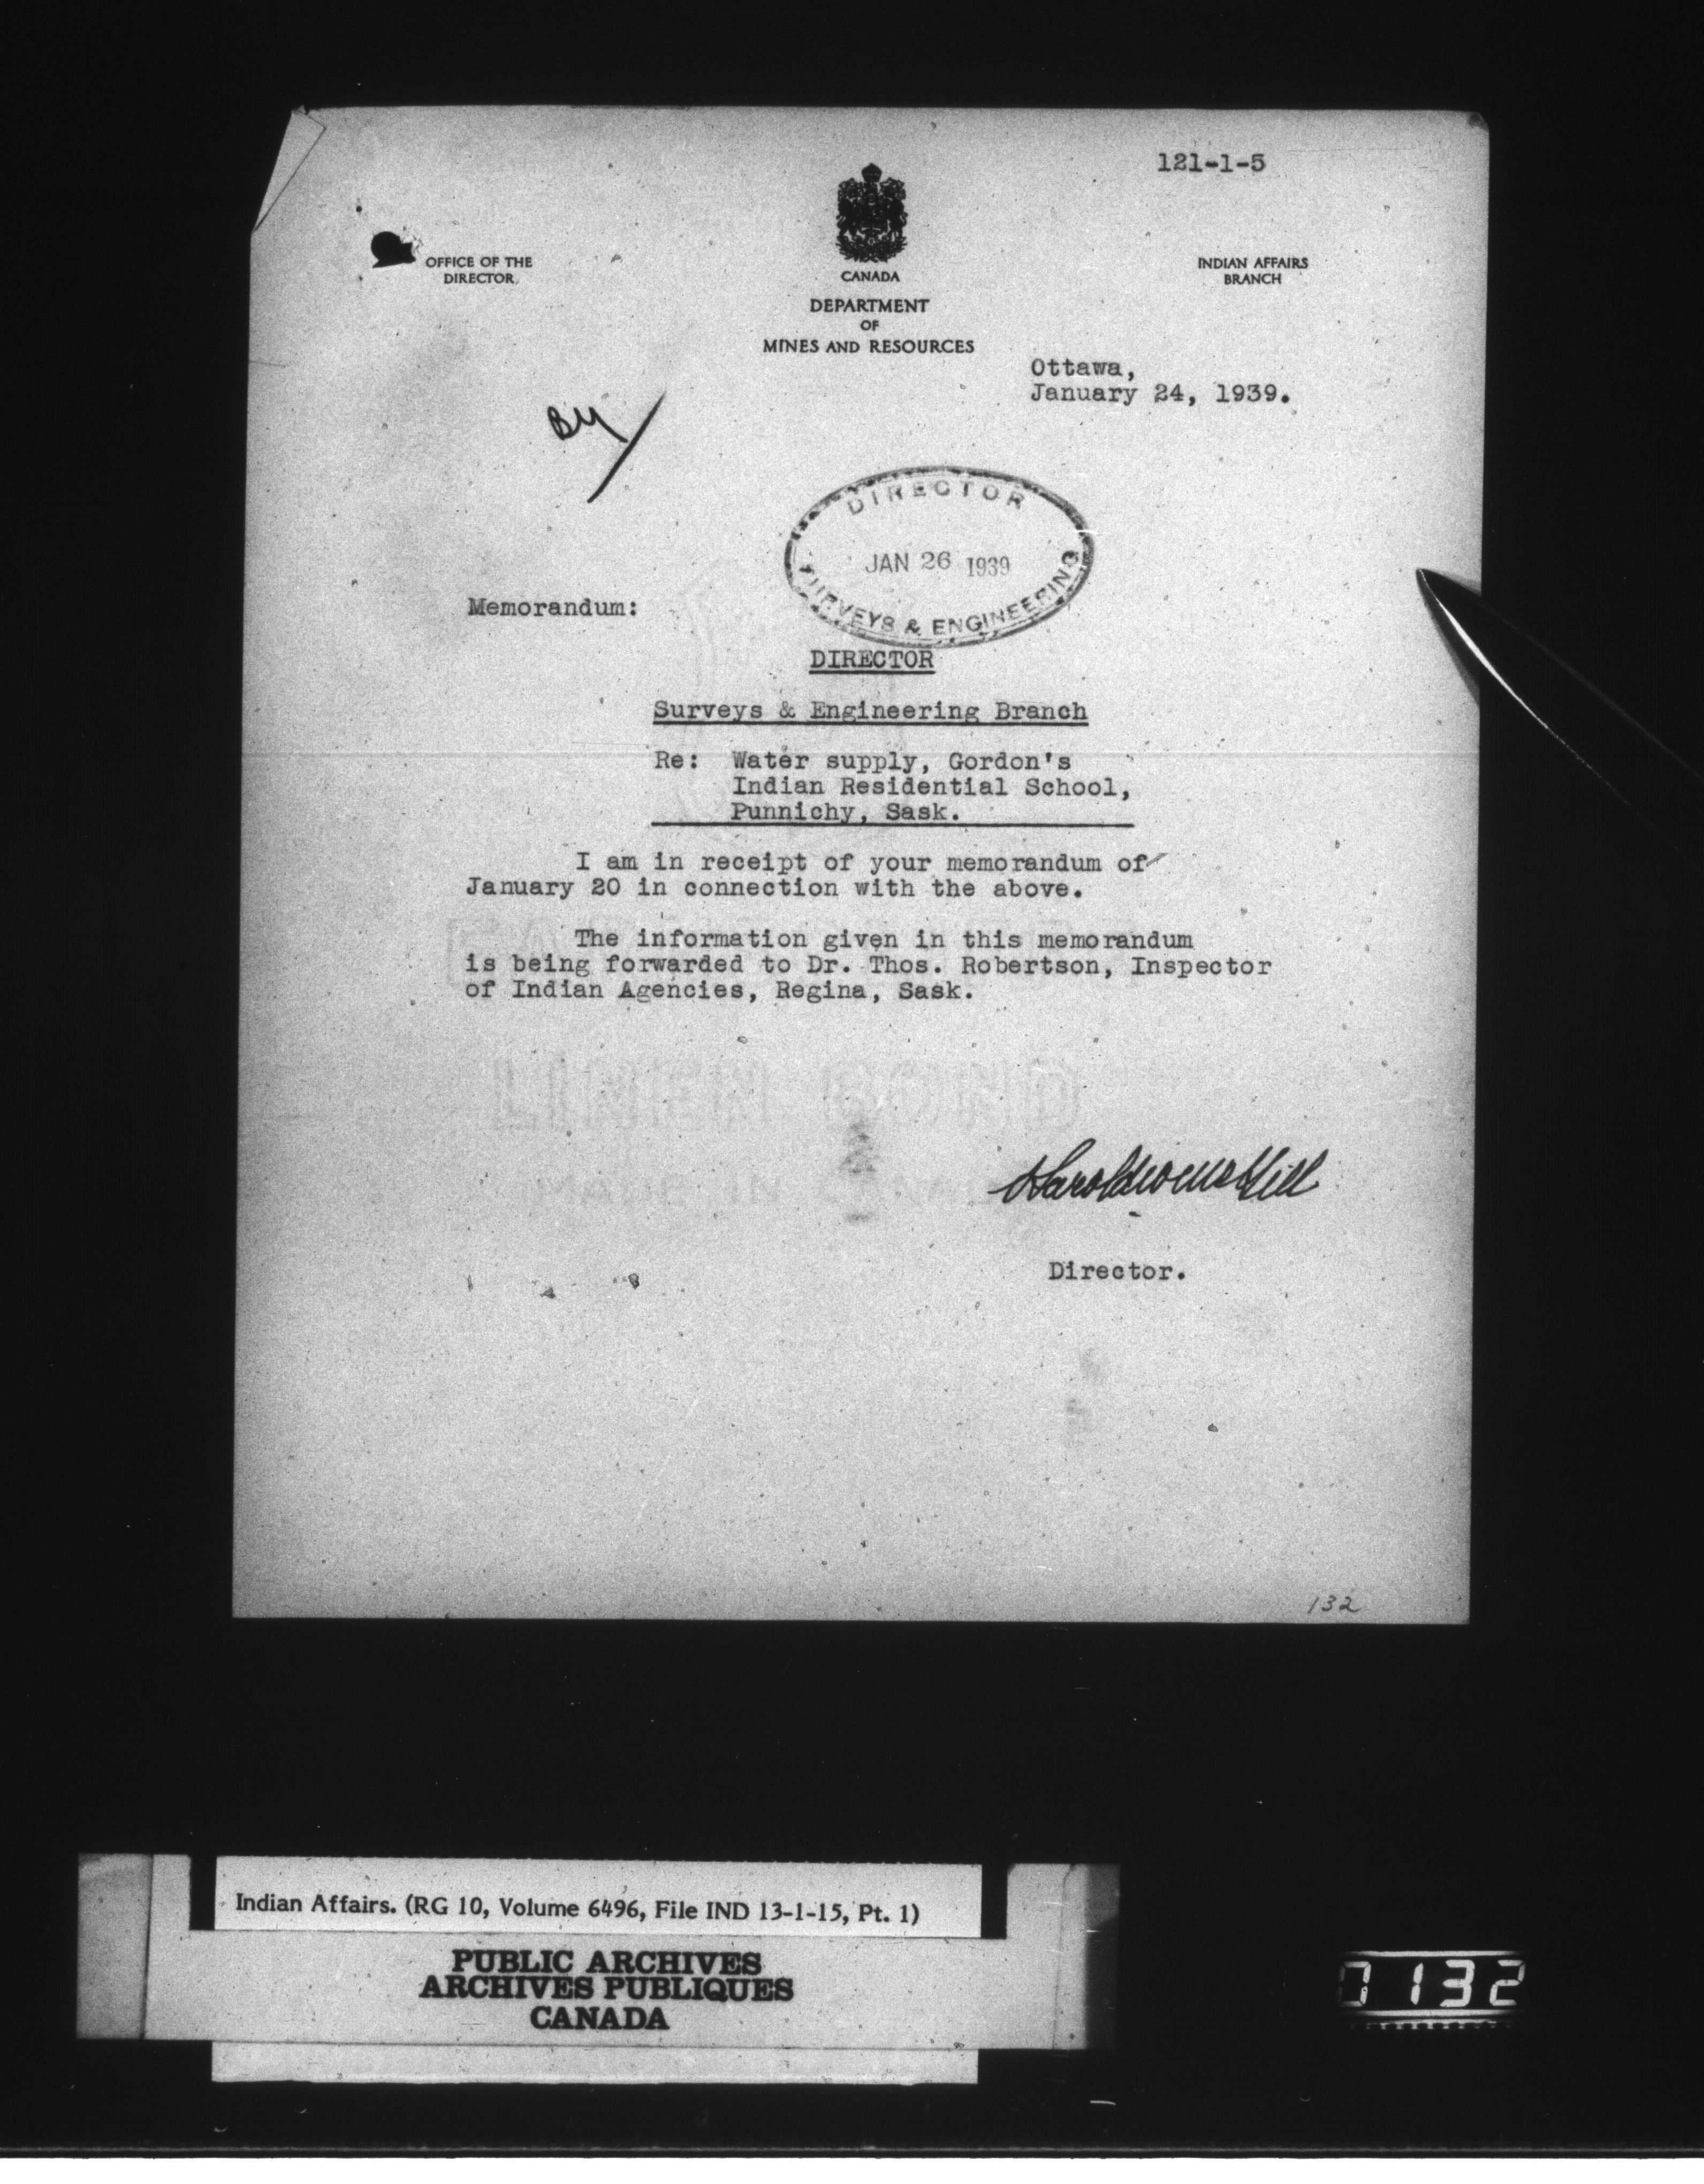 121-1-5
OFFICE OF THE
DIRECTOR
CANADA
DEPARTMENT
OF
MINES AND RESOURCES
INDIAN AFFAIRS
BRANCH
Ottawa,
January 24, 1939.
DIRECTOR
JAN 26 1939
SURVEYS & ENGINEERING
Memorandum:
DIRECTOR
Surveys & Engineering Branch
Re: Water supply, Gordon's
Indian Residential School,
Punnichy, Sask.
I am in receipt of your memorandum of
January 20 in connection with the above.
The information given in this memorandum
is being forwarded to Dr. Thos. Robertson, Inspector
of Indian Agencies, Regina, Sask.
LINEN BOND
Harold W McGill
Director.
132
Indian Affairs. (RG 10, Volume 6496, File IND 13-1-15, Pt. 1)
PUBLIC ARCHIVES
ARCHIVES PUBLIQUES
CANADA
0132